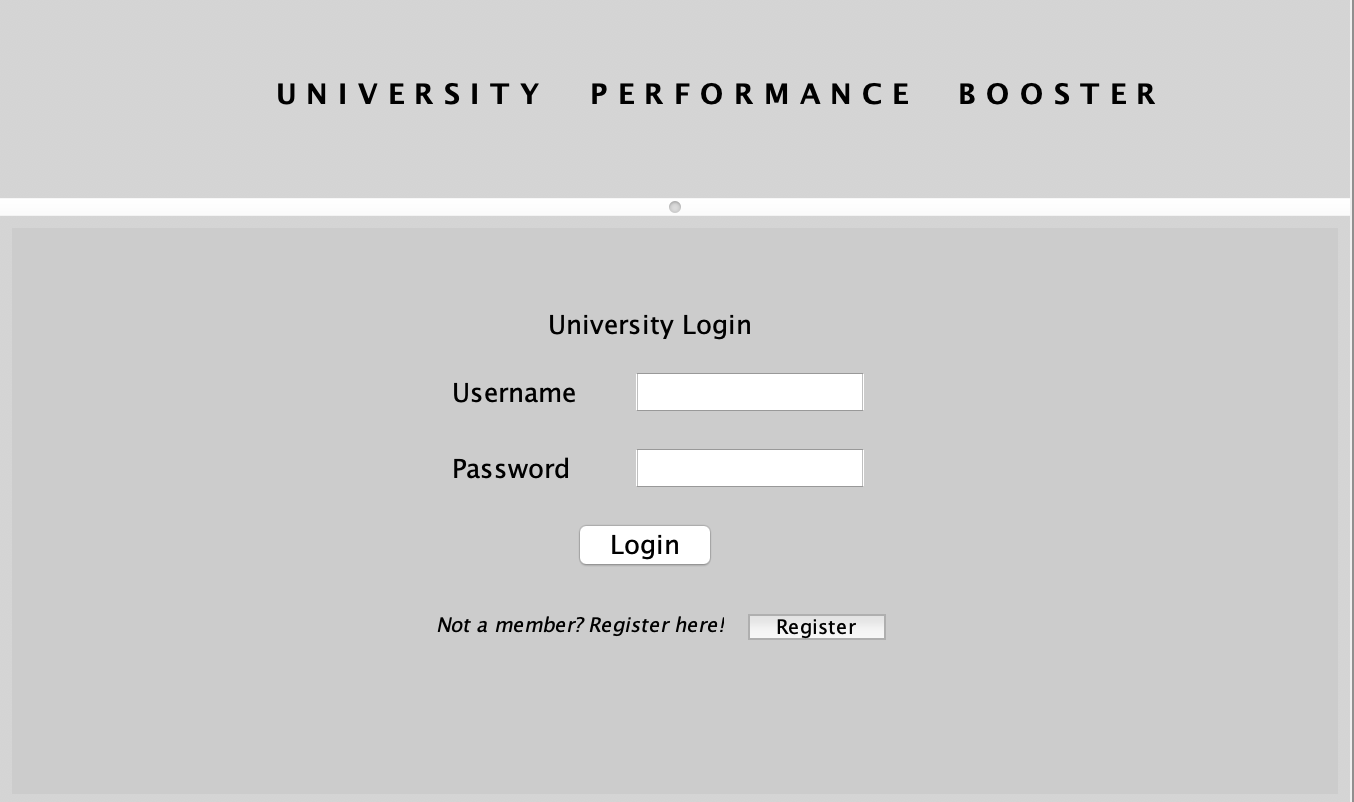 UNIVERSITY PERFORMANCE BOOSTER
University Login
Username
Password
Login
Not a member? Register here! Register